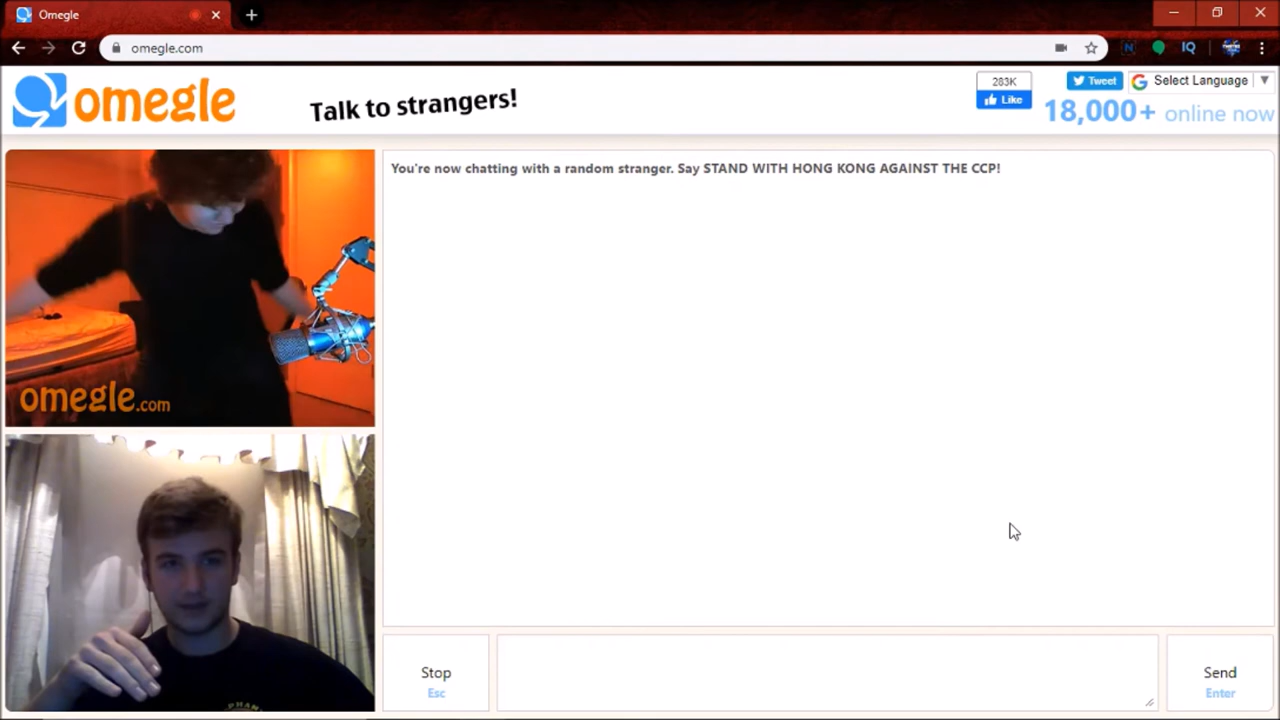 Omegle
omegle.com
omegle
Talk to strangers!
283K
Like
Tweet
Select Language
18,000+ online now
You're now chatting with a random stranger. Say STAND WITH HONG KONG AGAINST THE CCP!
omegle.com
Stop
Esc
Send
Enter